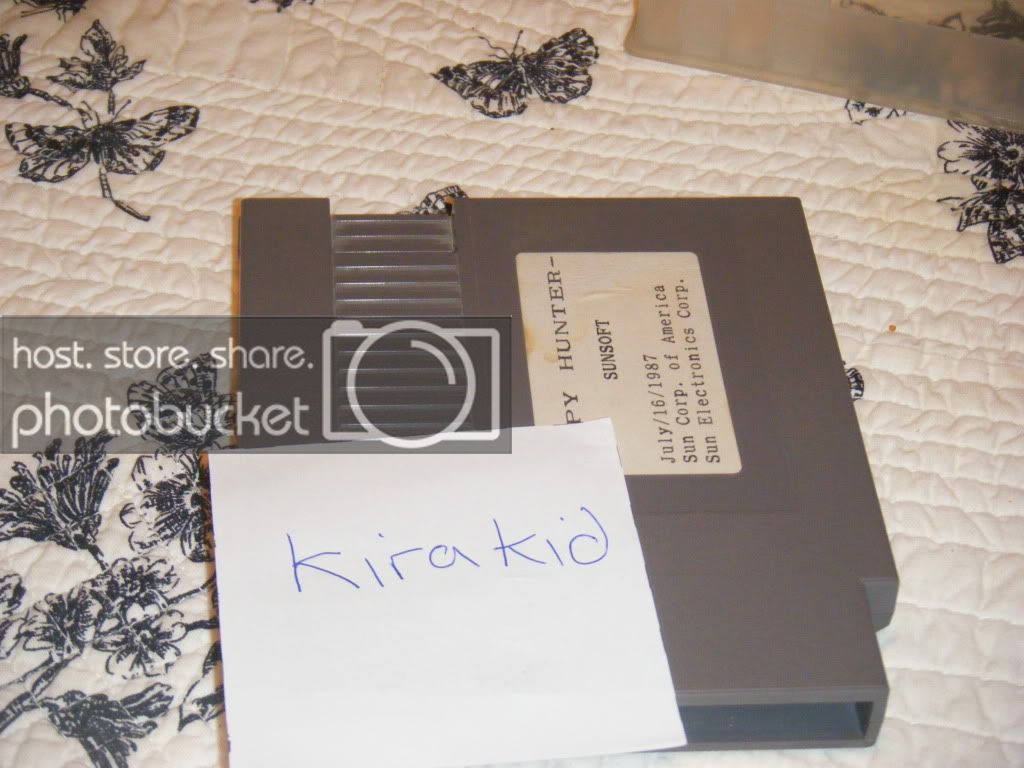 PY HUNTER-
SUNSOFT
July/16/1987
Sun Corp. of America
Sun Electronics Corp.
host. store. share.
photobucket
kirakid